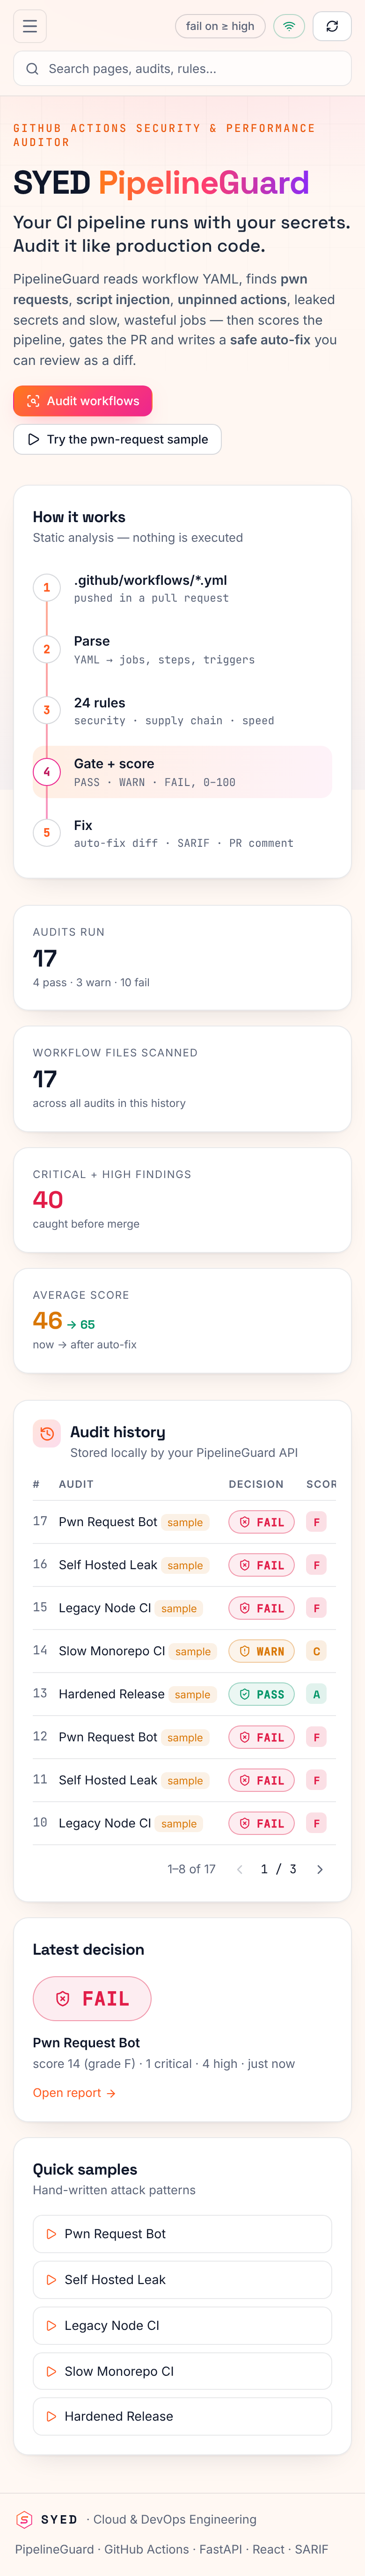 fail on ≥ high
Search pages, audits, rules...
GITHUB ACTIONS SECURITY & PERFORMANCE
AUDITOR
SYED PipelineGuard
Your CI pipeline runs with your secrets.
Audit it like production code.
PipelineGuard reads workflow YAML, finds pwn
requests, script injection, unpinned actions, leaked
secrets and slow, wasteful jobs — then scores the
pipeline, gates the PR and writes a safe auto-fix you
can review as a diff.
Audit workflows
Try the pwn-request sample
How it works
Static analysis — nothing is executed
1 .github/workflows/*.yml
pushed in a pull request
2 Parse
YAML → jobs, steps, triggers
3 24 rules
security · supply chain · speed
4 Gate + score
PASS · WARN · FAIL, 0–100
5 Fix
auto-fix diff · SARIF · PR comment
AUDITS RUN
17
4 pass · 3 warn · 10 fail
WORKFLOW FILES SCANNED
17
across all audits in this history
CRITICAL + HIGH FINDINGS
40
caught before merge
AVERAGE SCORE
46 → 65
now → after auto-fix
Audit history
Stored locally by your PipelineGuard API
# AUDIT DECISION SCOR
17 Pwn Request Bot sample FAIL F
16 Self Hosted Leak sample FAIL F
15 Legacy Node CI sample FAIL F
14 Slow Monorepo CI sample WARN C
13 Hardened Release sample PASS A
12 Pwn Request Bot sample FAIL F
11 Self Hosted Leak sample FAIL F
10 Legacy Node CI sample FAIL F
1–8 of 17 1 / 3
Latest decision
FAIL
Pwn Request Bot
score 14 (grade F) · 1 critical · 4 high · just now
Open report →
Quick samples
Hand-written attack patterns
Pwn Request Bot
Self Hosted Leak
Legacy Node CI
Slow Monorepo CI
Hardened Release
S SYED · Cloud & DevOps Engineering
PipelineGuard · GitHub Actions · FastAPI · React · SARIF